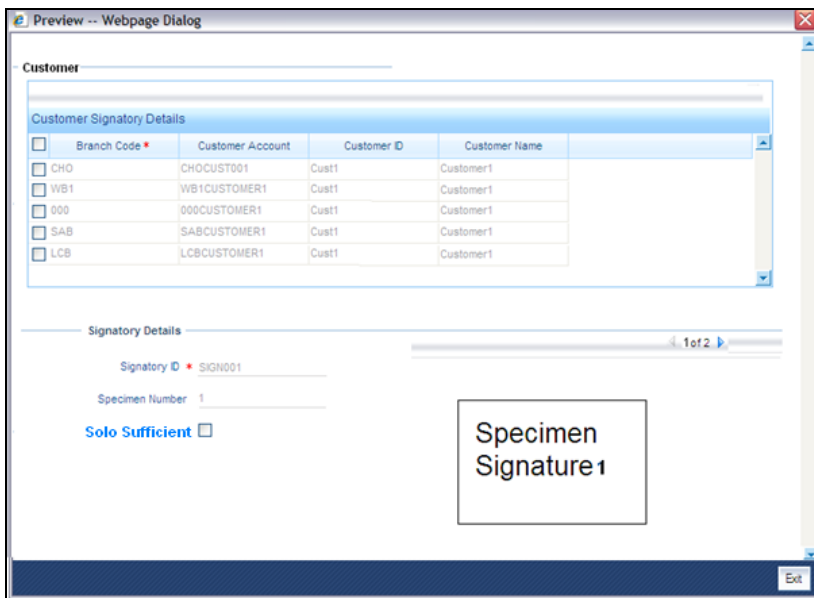 Preview -- Webpage Dialog
Customer
Customer Signatory Details
Branch Code * Customer Account Customer ID Customer Name
CHO CHOCUST001 Cust1 Customer1
WB1 WB1CUSTOMER1 Cust1 Customer1
000 000CUSTOMER1 Cust1 Customer1
SAB SABCUSTOMER1 Cust1 Customer1
LCB LCBCUSTOMER1 Cust1 Customer1
Signatory Details
1 of 2
Signatory ID * SIGN001
Specimen Number 1
Solo Sufficient
Specimen
Signature1
Exit